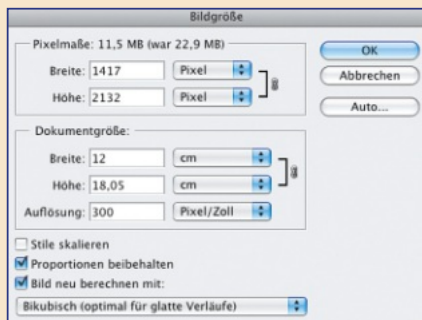 Bildgröße
Pixelmaße: 11,5 MB (war 22,9 MB)
Breite: 1417 Pixel
Höhe: 2132 Pixel
OK
Abbrechen
Auto...
Dokumentgröße:
Breite: 12 cm
Höhe: 18,05 cm
Auflösung: 300 Pixel/Zoll
Stile skalieren
Proportionen beibehalten
Bild neu berechnen mit:
Bikubisch (optimal für glatte Verläufe)